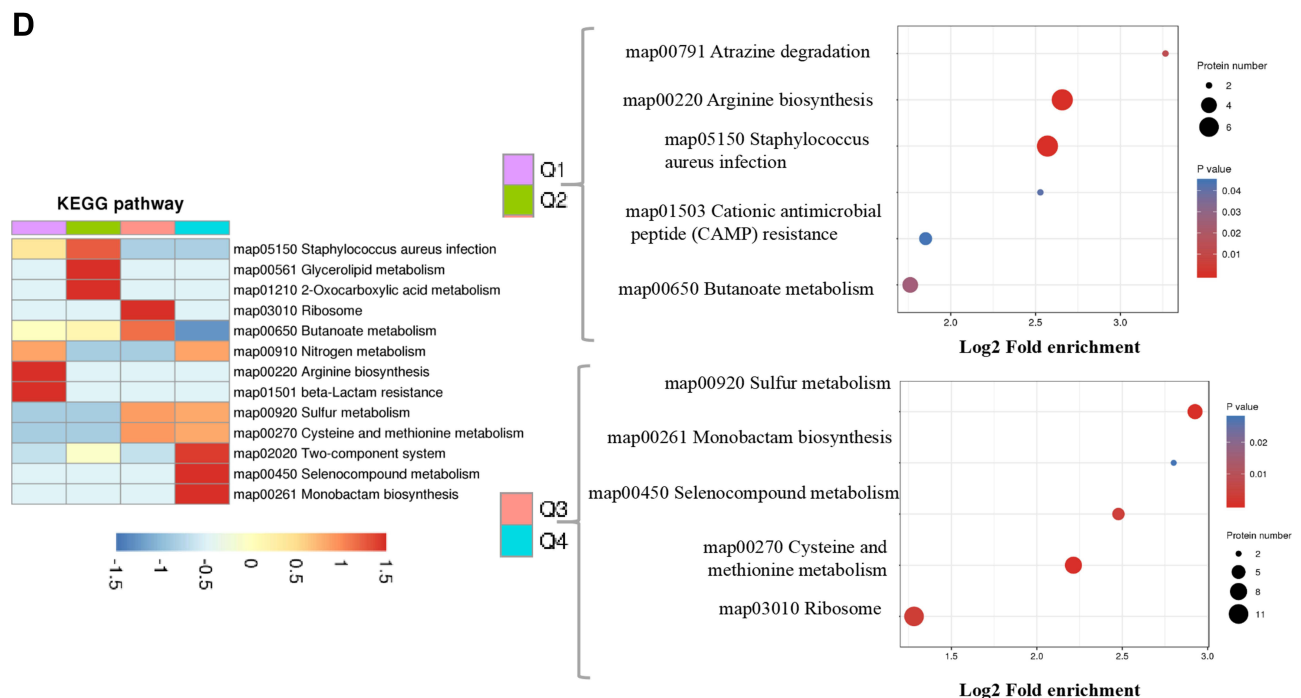 D
KEGG pathway
map05150 Staphylococcus aureus infection
map00561 Glycerolipid metabolism
map01210 2-Oxocarboxylic acid metabolism
map03010 Ribosome
map00650 Butanoate metabolism
map00910 Nitrogen metabolism
map00220 Arginine biosynthesis
map01501 beta-Lactam resistance
map00920 Sulfur metabolism
map00270 Cysteine and methionine metabolism
map02020 Two-component system
map00450 Selenocompound metabolism
map00261 Monobactam biosynthesis
-1.5 -1 -0.5 0 0.5 1 1.5
Q1
Q2
map00791 Atrazine degradation
map00220 Arginine biosynthesis
map05150 Staphylococcus
aureus infection
map01503 Cationic antimicrobial
peptide (CAMP) resistance
map00650 Butanoate metabolism
2.0 2.5 3.0
Log2 Fold enrichment
Protein number
2
4
6
P value
0.04
0.03
0.02
0.01
Q3
Q4
map00920 Sulfur metabolism
map00261 Monobactam biosynthesis
map00450 Selenocompound metabolism
map00270 Cysteine and
methionine metabolism
map03010 Ribosome
1.5 2.0 2.5 3.0
Log2 Fold enrichment
P value
0.02
0.01
Protein number
2
5
8
11